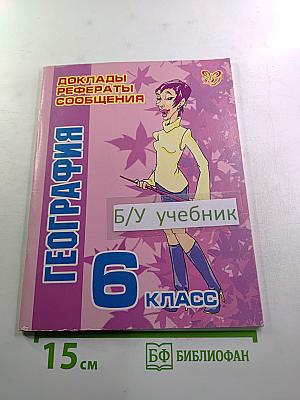 ДОКЛАДЫ
РЕФЕРАТЫ
СООБЩЕНИЯ
ГЕОГРАФИЯ
Б/У учебник
6 КЛАСС
15 см
БФ БИБЛИОФАН